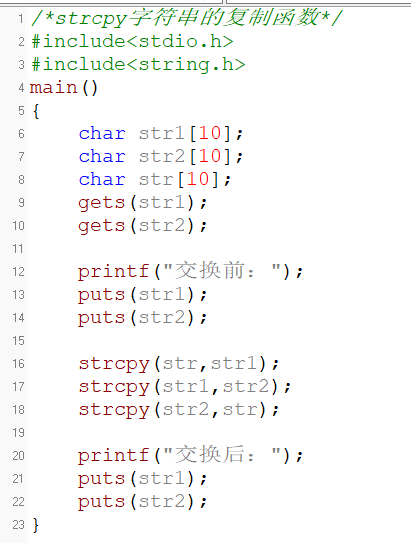 1 /*strcpy字符串的复制函数*/
2 #include<stdio.h>
3 #include<string.h>
4 main()
5 {
6     char str1[10];
7     char str2[10];
8     char str[10];
9     gets(str1);
10     gets(str2);
11
12     printf("交换前：");
13     puts(str1);
14     puts(str2);
15
16     strcpy(str,str1);
17     strcpy(str1,str2);
18     strcpy(str2,str);
19
20     printf("交换后：");
21     puts(str1);
22     puts(str2);
23 }